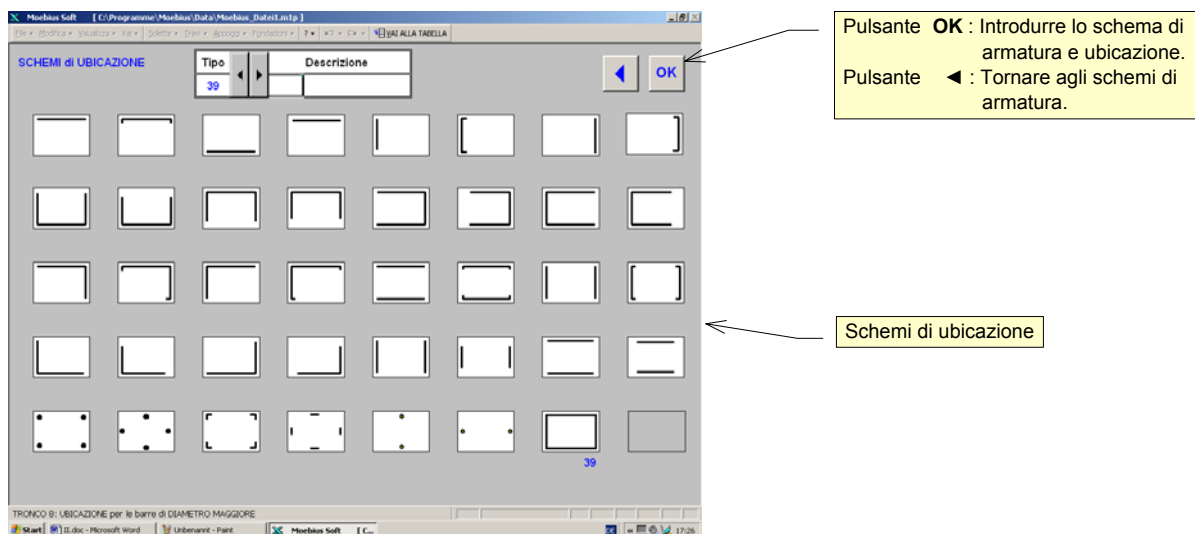 Moebius Soft [ C:\Programme\Moebius\Data\Moebius_Datei1.m1p ]
File Modifica Visualizza Vai Solette Travi Appoggi Fondazioni ? VAI ALLA TABELLA
SCHEMI di UBICAZIONE
Tipo Descrizione
39
OK
39
TRONCO 8: UBICAZIONE per le barre di DIAMETRO MAGGIORE
Start II.doc - Microsoft Word Unbenannt - Paint Moebius Soft [ C... DE 17:26
Pulsante OK : Introdurre lo schema di
armatura e ubicazione.
Pulsante ◄ : Tornare agli schemi di
armatura.
Schemi di ubicazione